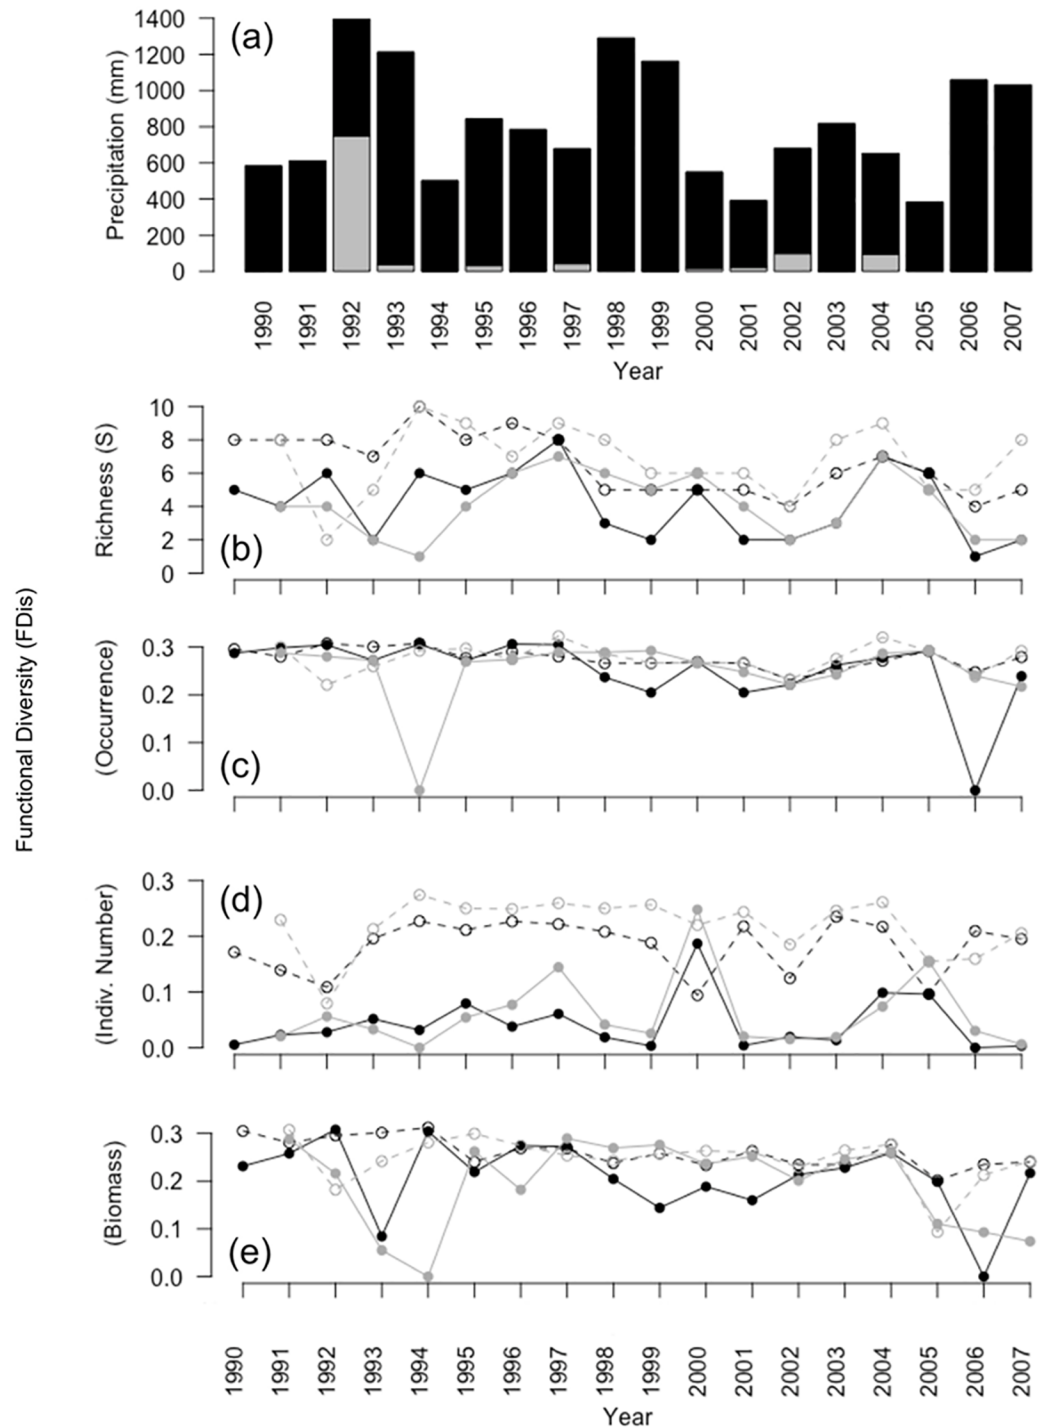 (a)
Precipitation (mm)
1400
1200
1000
800
600
400
200
0
1990 1991 1992 1993 1994 1995 1996 1997 1998 1999 2000 2001 2002 2003 2004 2005 2006 2007
Year
Functional Diversity (FDis)
Richness (S)
10
8
6
4
2
0
(b)
(Occurrence)
0.3
0.2
0.1
0.0
(c)
(Indiv. Number)
0.3
0.2
0.1
0.0
(d)
(Biomass)
0.3
0.2
0.1
0.0
(e)
1990 1991 1992 1993 1994 1995 1996 1997 1998 1999 2000 2001 2002 2003 2004 2005 2006 2007
Year